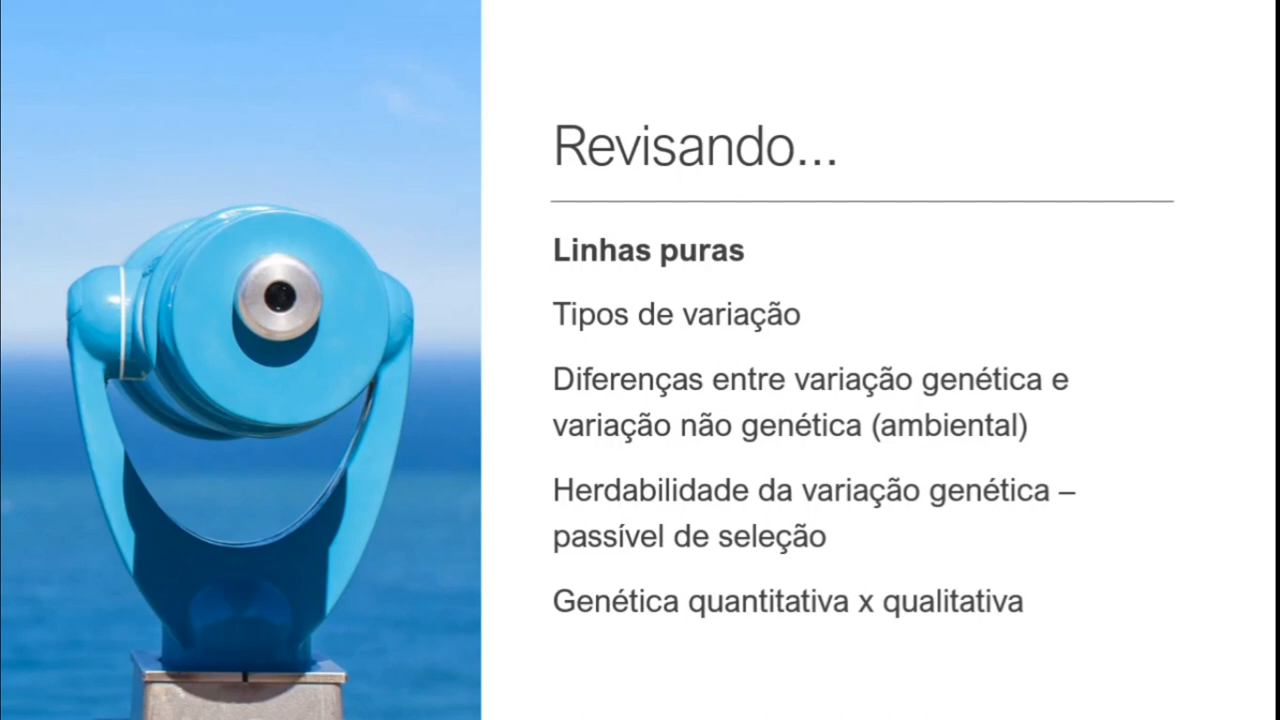 Revisando...
Linhas puras
Tipos de variação
Diferenças entre variação genética e
variação não genética (ambiental)
Herdabilidade da variação genética –
passível de seleção
Genética quantitativa x qualitativa